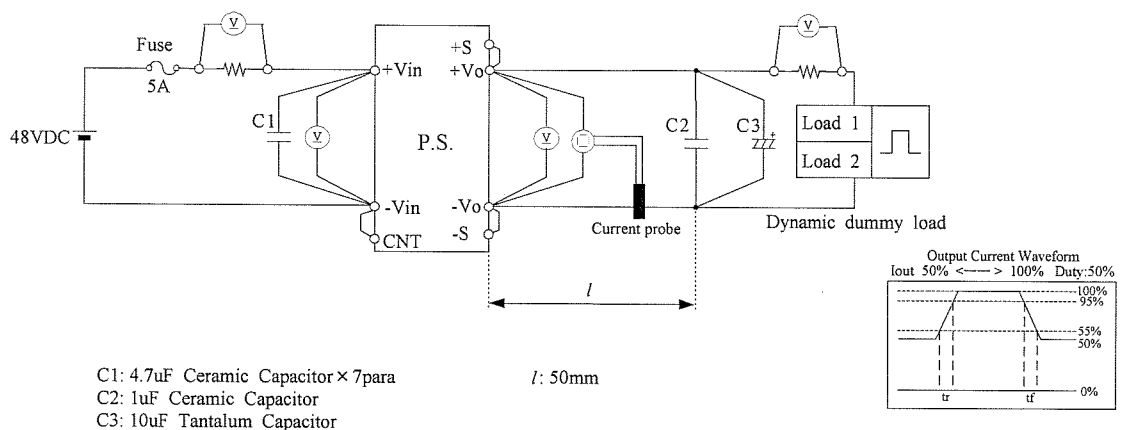 V
V
Fuse
+S
+Vin
+Vo
5A
C1
C2
C3
+
Load 1
48VDC
V
P.S.
V
Load 2
-Vin
-Vo
Current probe
Dynamic dummy load
CNT
-S
Output Current Waveform
Iout 50% <----- > 100% Duty:50%
l
100%
95%
55%
50%
0%
tr
tf
C1: 4.7uF Ceramic Capacitor×7para
l: 50mm
C2: 1uF Ceramic Capacitor
C3: 10uF Tantalum Capacitor